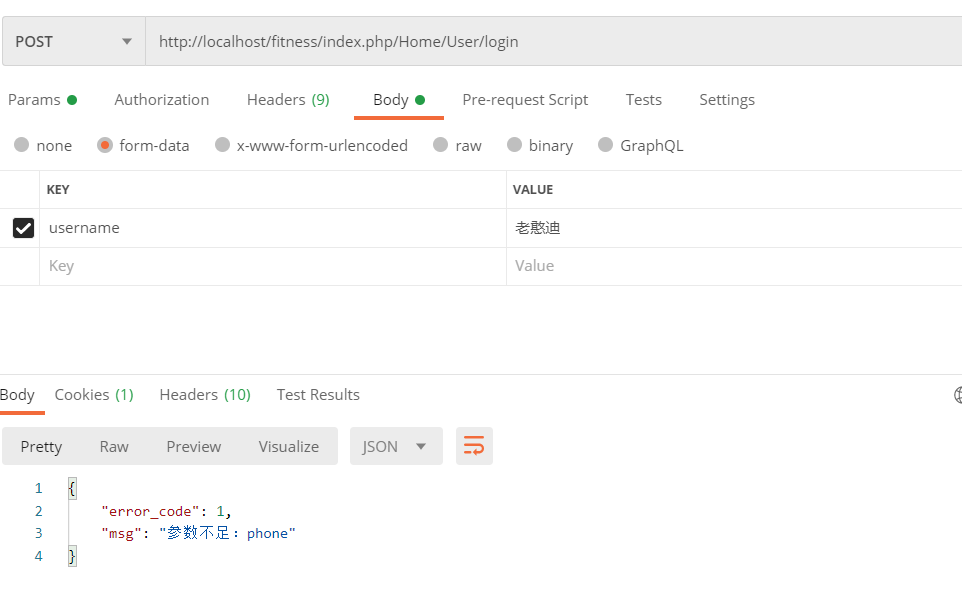 POST http://localhost/fitness/index.php/Home/User/login
Params Authorization Headers (9) Body Pre-request Script Tests Settings
none form-data x-www-form-urlencoded raw binary GraphQL
KEY VALUE
username 老憨迪
Key Value
Body Cookies (1) Headers (10) Test Results
Pretty Raw Preview Visualize JSON
1 {
2 "error_code": 1,
3 "msg": "参数不足：phone"
4 }